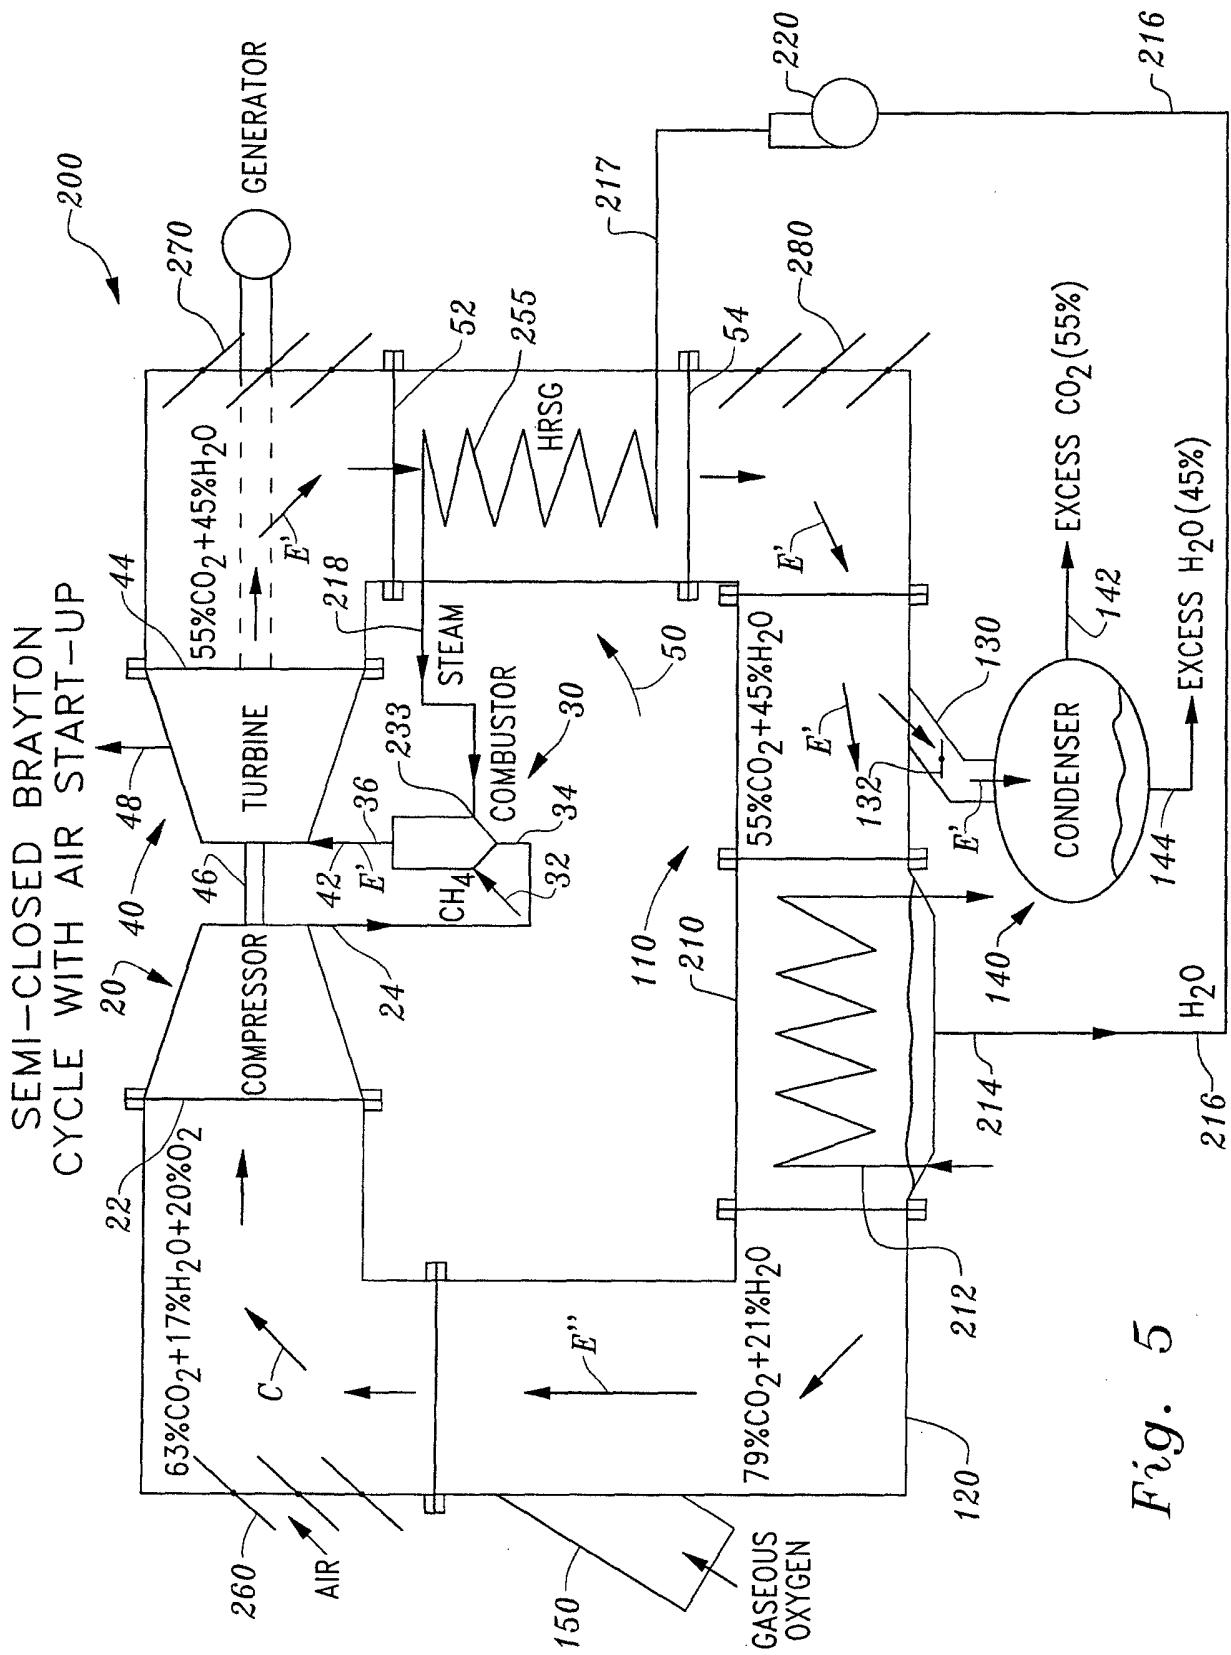 SEMI-CLOSED BRAYTON
CYCLE WITH AIR START-UP
200
20
40
48
44
270
GENERATOR
22
COMPRESSOR
46
TURBINE
63%CO2+17%H2O+20%O2
55%CO2+45%H2O
E'
C
260
AIR
24
42
E'
36
CH4
32
34
233
COMBUSTOR
30
STEAM
218
52
255
HRSG
54
217
220
280
50
110
210
E"
E'
150
GASEOUS
OXYGEN
79%CO2+21%H2O
55%CO2+45%H2O
E'
132
130
E'
CONDENSER
140
142
EXCESS CO2(55%)
144
EXCESS H2O(45%)
212
214
120
H2O
216
216
Fig. 5